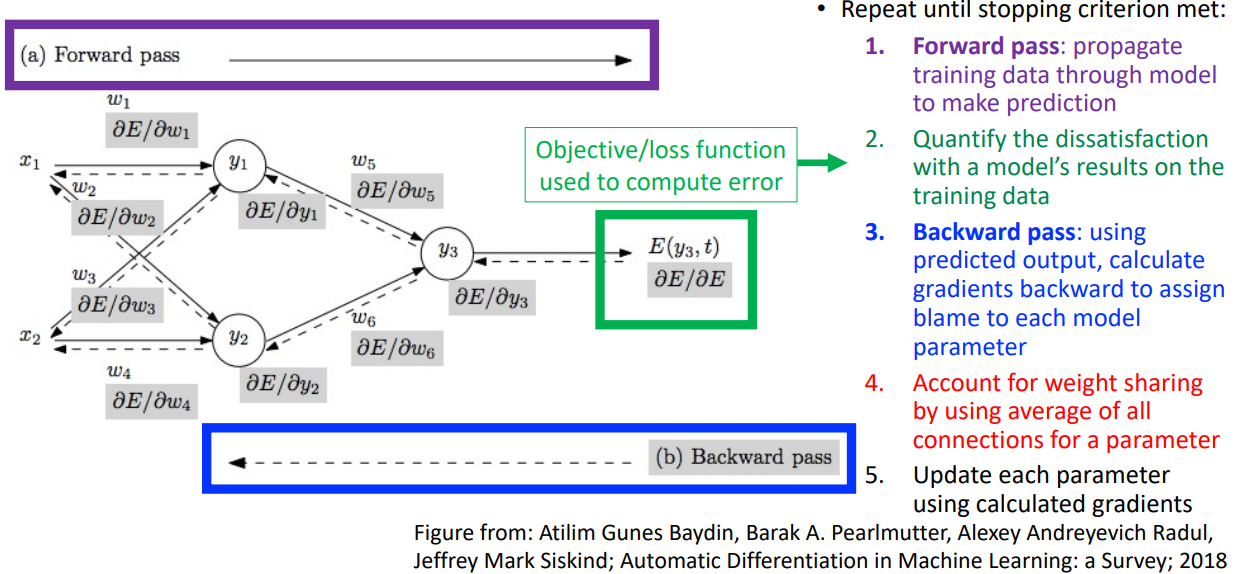 (a) Forward pass
w₁
∂E/∂w₁
x₁
y₁
w₂
∂E/∂w₂
∂E/∂y₁
w₅
∂E/∂w₅
w₃
∂E/∂w₃
y₃
∂E/∂y₃
E(y₃, t)
∂E/∂E
x₂
y₂
w₆
∂E/∂w₆
w₄
∂E/∂w₄
∂E/∂y₂
(b) Backward pass
Objective/loss function
used to compute error
• Repeat until stopping criterion met:
1. Forward pass: propagate
training data through model
to make prediction
2. Quantify the dissatisfaction
with a model's results on the
training data
3. Backward pass: using
predicted output, calculate
gradients backward to assign
blame to each model
parameter
4. Account for weight sharing
by using average of all
connections for a parameter
5. Update each parameter
using calculated gradients
Figure from: Atilim Gunes Baydin, Barak A. Pearlmutter, Alexey Andreyevich Radul,
Jeffrey Mark Siskind; Automatic Differentiation in Machine Learning: a Survey; 2018